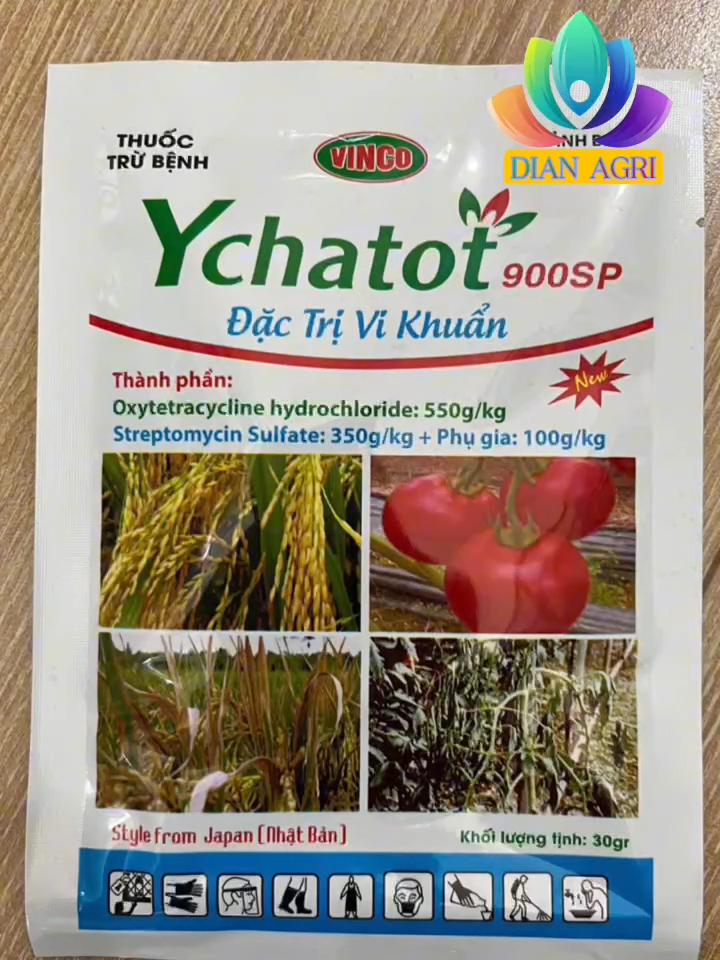 THUỐC
TRỪ BỆNH
VINCO
DIAN AGRI
Ychatot 900SP
Đặc Trị Vi Khuẩn
New
Thành phần:
Oxytetracycline hydrochloride: 550g/kg
Streptomycin Sulfate: 350g/kg + Phụ gia: 100g/kg
Style from Japan (Nhật Bản)
Khối lượng tịnh: 30gr